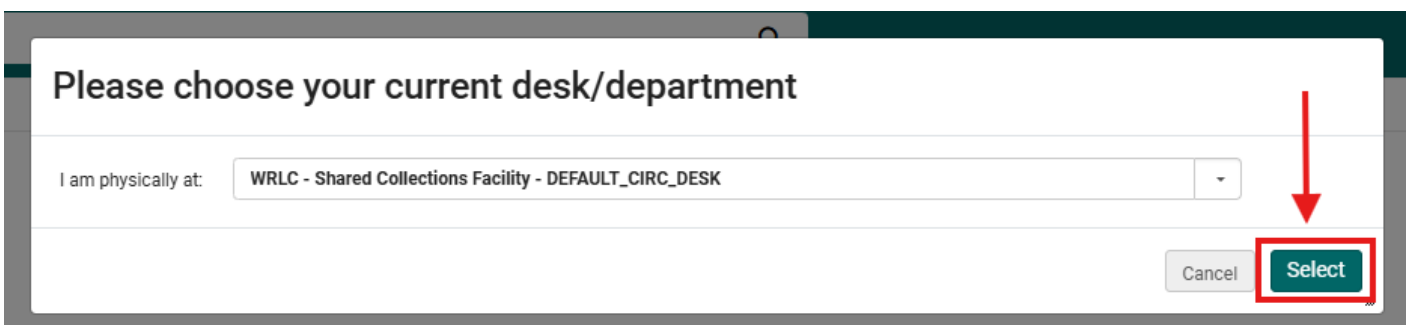 Please choose your current desk/department
I am physically at: WRLC - Shared Collections Facility - DEFAULT_CIRC_DESK
Cancel Select